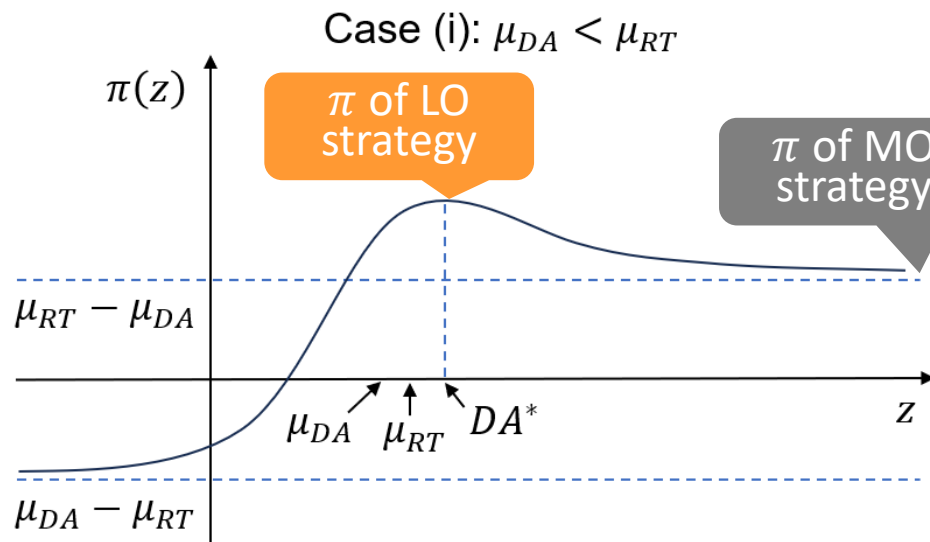 Case (i): μ_DA < μ_RT
π(z)
π of LO
strategy
π of MO
strategy
μ_RT − μ_DA
μ_DA
μ_RT
DA*
z
μ_DA − μ_RT